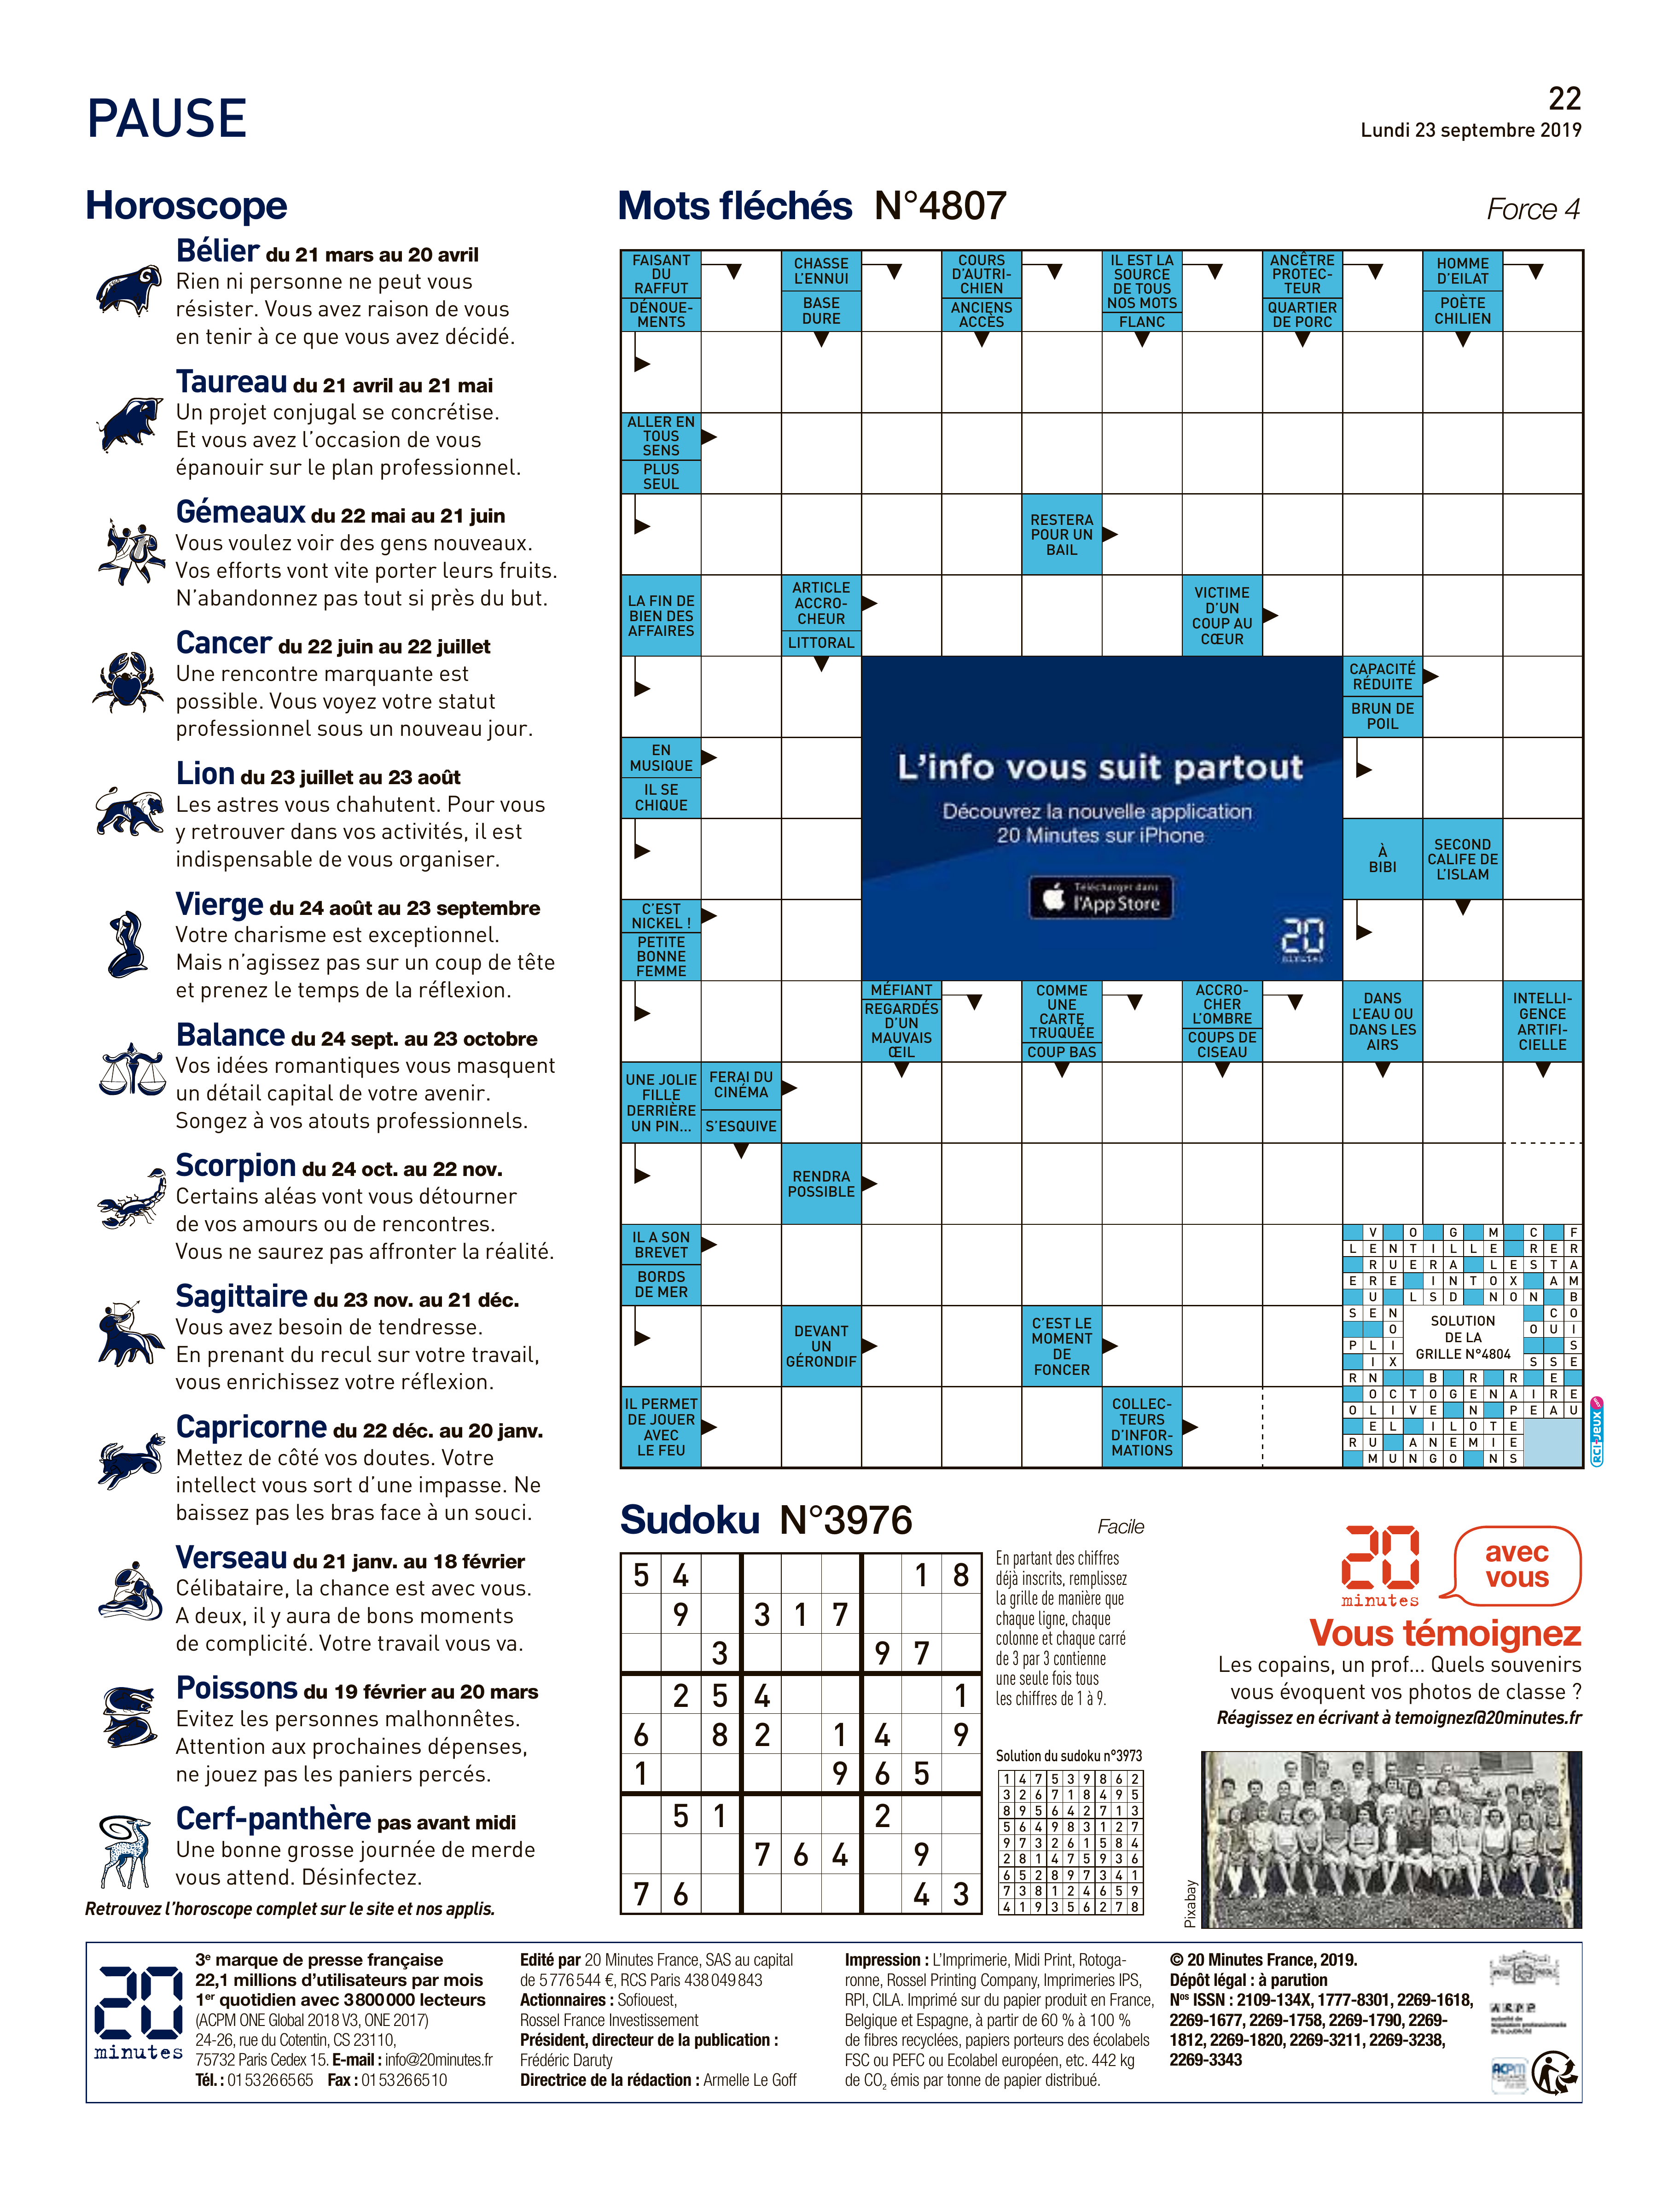 PAUSE
22
Lundi 23 septembre 2019
Horoscope
Bélier du 21 mars au 20 avril
Rien ni personne ne peut vous
résister. Vous avez raison de vous
en tenir à ce que vous avez décidé.
Taureau du 21 avril au 21 mai
Un projet conjugal se concrétise.
Et vous avez l'occasion de vous
épanouir sur le plan professionnel.
Gémeaux du 22 mai au 21 juin
Vous voulez voir des gens nouveaux.
Vos efforts vont vite porter leurs fruits.
N'abandonnez pas tout si près du but.
Cancer du 22 juin au 22 juillet
Une rencontre marquante est
possible. Vous voyez votre statut
professionnel sous un nouveau jour.
Lion du 23 juillet au 23 août
Les astres vous chahutent. Pour vous
y retrouver dans vos activités, il est
indispensable de vous organiser.
Vierge du 24 août au 23 septembre
Votre charisme est exceptionnel.
Mais n'agissez pas sur un coup de tête
et prenez le temps de la réflexion.
Balance du 24 sept. au 23 octobre
Vos idées romantiques vous masquent
un détail capital de votre avenir.
Songez à vos atouts professionnels.
Scorpion du 24 oct. au 22 nov.
Certains aléas vont vous détourner
de vos amours ou de rencontres.
Vous ne saurez pas affronter la réalité.
Sagittaire du 23 nov. au 21 déc.
Vous avez besoin de tendresse.
En prenant du recul sur votre travail,
vous enrichissez votre réflexion.
Capricorne du 22 déc. au 20 janv.
Mettez de côté vos doutes. Votre
intellect vous sort d'une impasse. Ne
baissez pas les bras face à un souci.
Verseau du 21 janv. au 18 février
Célibataire, la chance est avec vous.
A deux, il y aura de bons moments
de complicité. Votre travail vous va.
Poissons du 19 février au 20 mars
Evitez les personnes malhonnêtes.
Attention aux prochaines dépenses,
ne jouez pas les paniers percés.
Cerf-panthère pas avant midi
Une bonne grosse journée de merde
vous attend. Désinfectez.
Retrouvez l'horoscope complet sur le site et nos applis.
Mots fléchés N°4807
Force 4
FAISANT
DU
RAFFUT
DÉNOUE-
MENTS
CHASSE
L'ENNUI
BASE
DURE
COURS
D'AUTRI-
CHIEN
ANCIENS
ACCÈS
IL EST LA
SOURCE
DE TOUS
NOS MOTS
FLANC
ANCÊTRE
PROTEC-
TEUR
QUARTIER
DE PORC
HOMME
D'EILAT
POÈTE
CHILIEN
ALLER EN
TOUS
SENS
PLUS
SEUL
RESTERA
POUR UN
BAIL
LA FIN DE
BIEN DES
AFFAIRES
ARTICLE
ACCRO-
CHEUR
LITTORAL
VICTIME
D'UN
COUP AU
CŒUR
CAPACITÉ
RÉDUITE
BRUN DE
POIL
EN
MUSIQUE
IL SE
CHIQUE
L'info vous suit partout
Découvrez la nouvelle application
20 Minutes sur iPhone
Télécharger dans
l'App Store
20
minutes
À
BIBI
SECOND
CALIFE DE
L'ISLAM
C'EST
NICKEL !
PETITE
BONNE
FEMME
MÉFIANT
REGARDÉS
D'UN
MAUVAIS
ŒIL
COMME
UNE
CARTE
TRUQUÉE
COUP BAS
ACCRO-
CHER
L'OMBRE
COUPS DE
CISEAU
DANS
L'EAU OU
DANS LES
AIRS
INTELLI-
GENCE
ARTIFI-
CIELLE
UNE JOLIE
FILLE
DERRIÈRE
UN PIN...
FERAI DU
CINÉMA
S'ESQUIVE
RENDRA
POSSIBLE
IL A SON
BREVET
BORDS
DE MER
DEVANT
UN
GÉRONDIF
C'EST LE
MOMENT
DE
FONCER
IL PERMET
DE JOUER
AVEC
LE FEU
COLLEC-
TEURS
D'INFOR-
MATIONS
V O G M C F
L E N T I L L E R E R
R U E R A L E S T A
E R E I N T O X A M
U L S D N O N B
S E N C O
O O U I
P L I S
I X S S E
R N B R R E
O C T O G E N A I R E
O L I V E N P E A U
E L I L O T E
R U A N E M I E
M U N G O N S
SOLUTION
DE LA
GRILLE N°4804
RCI-JEUX
Sudoku N°3976
Facile
5 4 1 8
9 3 1 7
3 9 7
2 5 4 1
6 8 2 1 4 9
1 9 6 5
5 1 2
7 6 4 9
7 6 4 3
En partant des chiffres
déjà inscrits, remplissez
la grille de manière que
chaque ligne, chaque
colonne et chaque carré
de 3 par 3 contienne
une seule fois tous
les chiffres de 1 à 9.
Solution du sudoku n°3973
1 4 7 5 3 9 8 6 2
3 2 6 7 1 8 4 9 5
8 9 5 6 4 2 7 1 3
5 6 4 9 8 3 1 2 7
9 7 3 2 6 1 5 8 4
2 8 1 4 7 5 9 3 6
6 5 2 8 9 7 3 4 1
7 3 8 1 2 4 6 5 9
4 1 9 3 5 6 2 7 8
20
minutes
avec
vous
Vous témoignez
Les copains, un prof... Quels souvenirs
vous évoquent vos photos de classe ?
Réagissez en écrivant à temoignez@20minutes.fr
Pixabay
20
minutes
3e marque de presse française
22,1 millions d'utilisateurs par mois
1er quotidien avec 3 800 000 lecteurs
(ACPM ONE Global 2018 V3, ONE 2017)
24-26, rue du Cotentin, CS 23110,
75732 Paris Cedex 15. E-mail : info@20minutes.fr
Tél. : 01 53 26 65 65 Fax : 01 53 26 65 10
Edité par 20 Minutes France, SAS au capital
de 5 776 544 €, RCS Paris 438 049 843
Actionnaires : Sofiouest,
Rossel France Investissement
Président, directeur de la publication :
Frédéric Daruty
Directrice de la rédaction : Armelle Le Goff
Impression : L'Imprimerie, Midi Print, Rotoga-
ronne, Rossel Printing Company, Imprimeries IPS,
RPI, CILA. Imprimé sur du papier produit en France,
Belgique et Espagne, à partir de 60 % à 100 %
de fibres recyclées, papiers porteurs des écolabels
FSC ou PEFC ou Ecolabel européen, etc. 442 kg
de CO2 émis par tonne de papier distribué.
© 20 Minutes France, 2019.
Dépôt légal : à parution
Nos ISSN : 2109-134X, 1777-8301, 2269-1618,
2269-1677, 2269-1758, 2269-1790, 2269-
1812, 2269-1820, 2269-3211, 2269-3238,
2269-3343
ARPP
ACPM